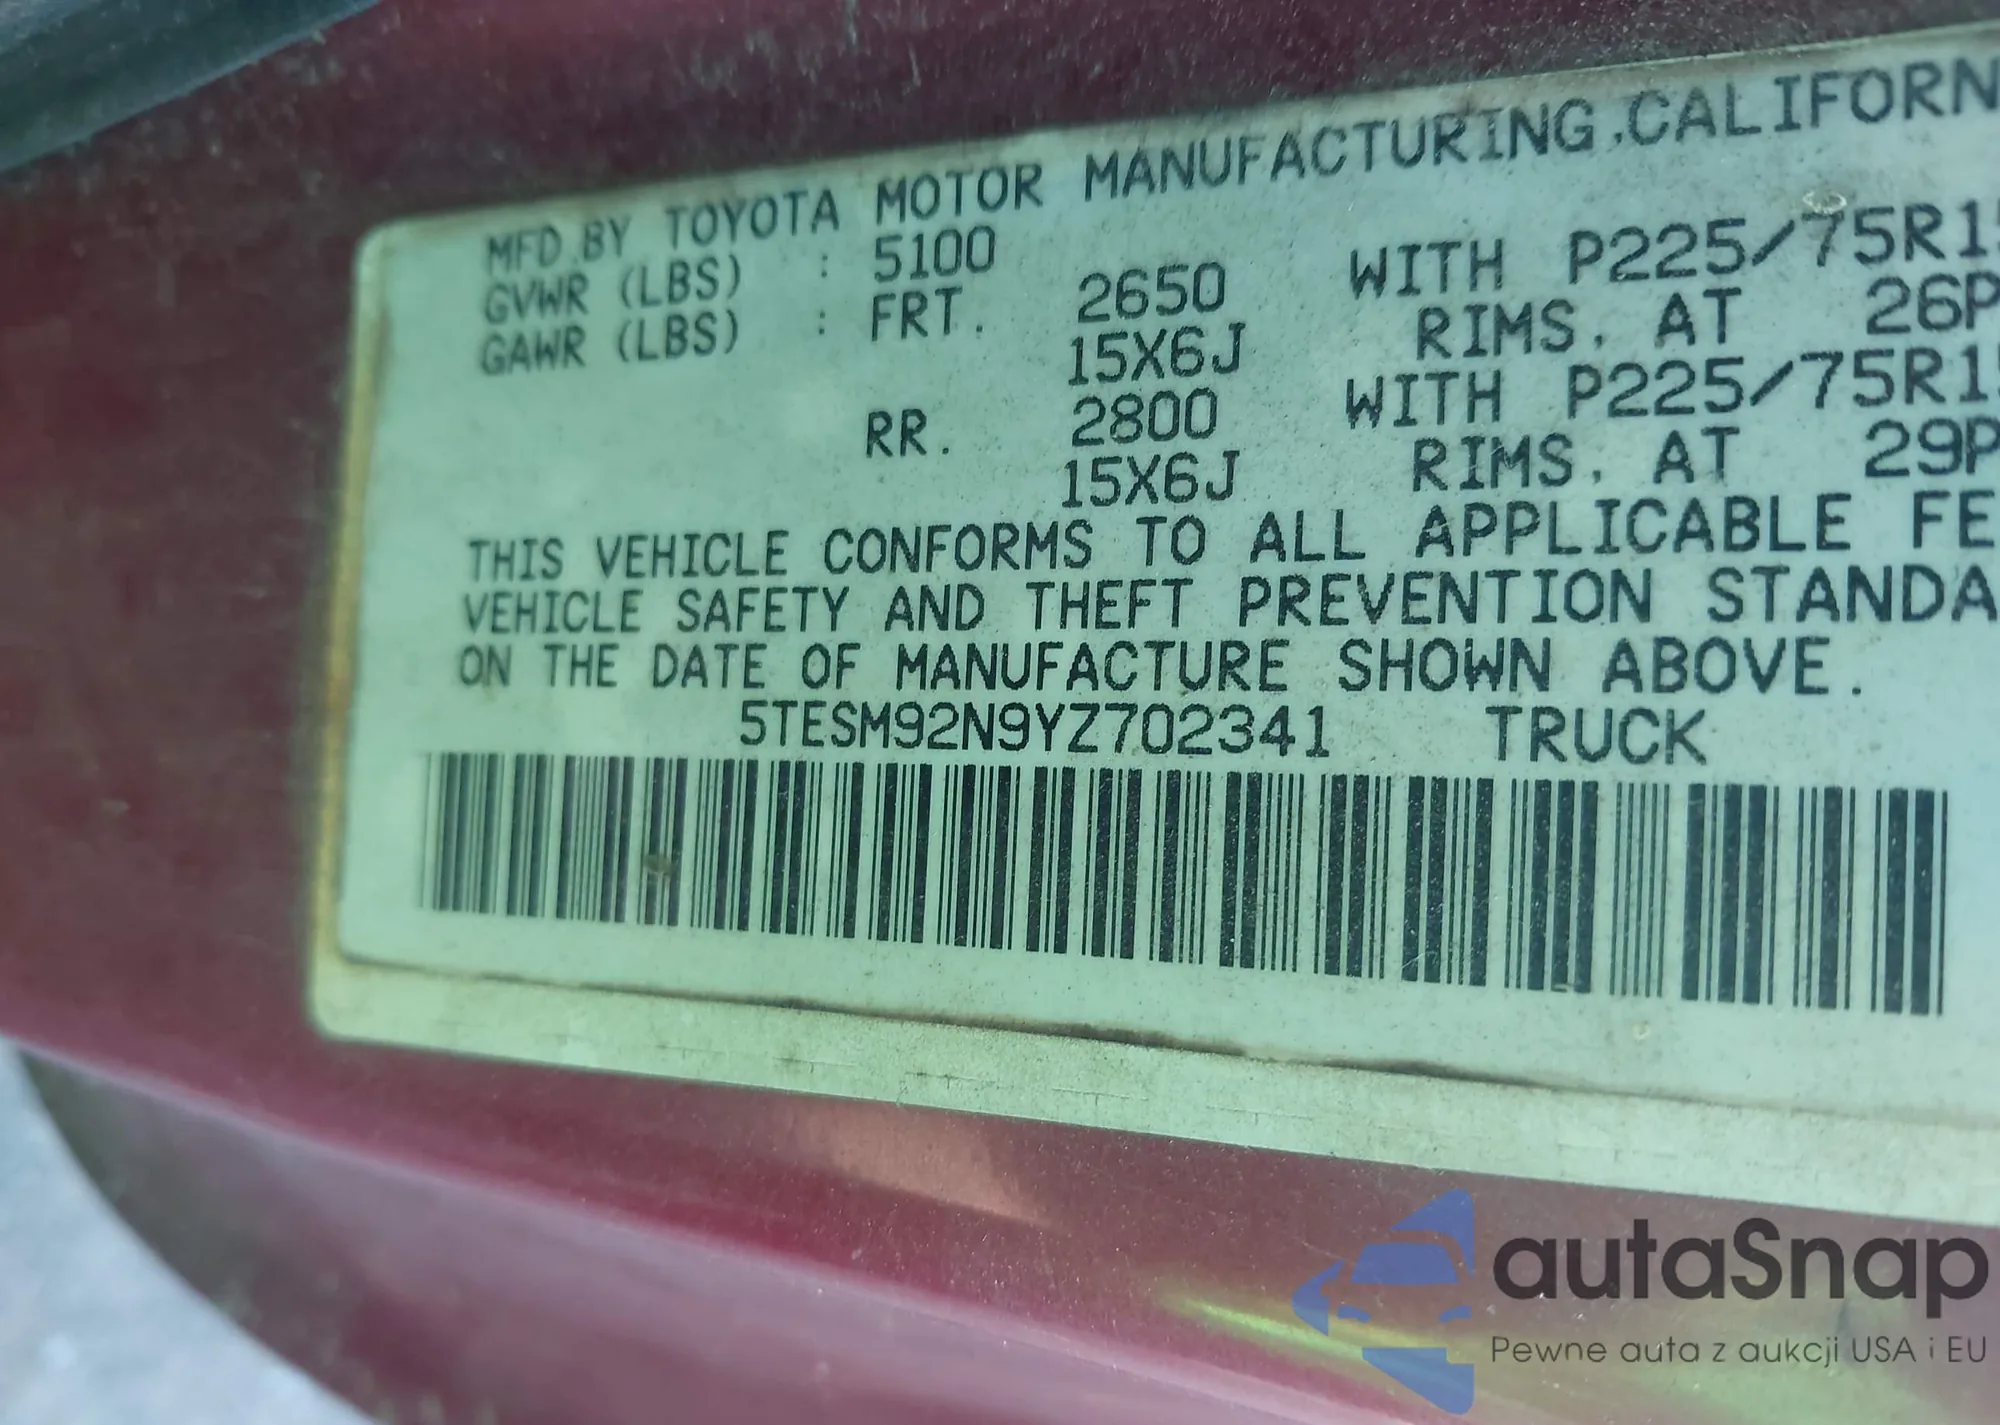 MFD.BY TOYOTA MOTOR MANUFACTURING,CALIFORN
GVWR (LBS) : 5100
GAWR (LBS) : FRT. 2650 WITH P225/75R15
15X6J RIMS. AT 26P
RR. 2800 WITH P225/75R15
15X6J RIMS. AT 29P
THIS VEHICLE CONFORMS TO ALL APPLICABLE FE
VEHICLE SAFETY AND THEFT PREVENTION STANDA
ON THE DATE OF MANUFACTURE SHOWN ABOVE.
5TESM92N9YZ702341 TRUCK
autaSnap
Pewne auta z aukcji USA i EU